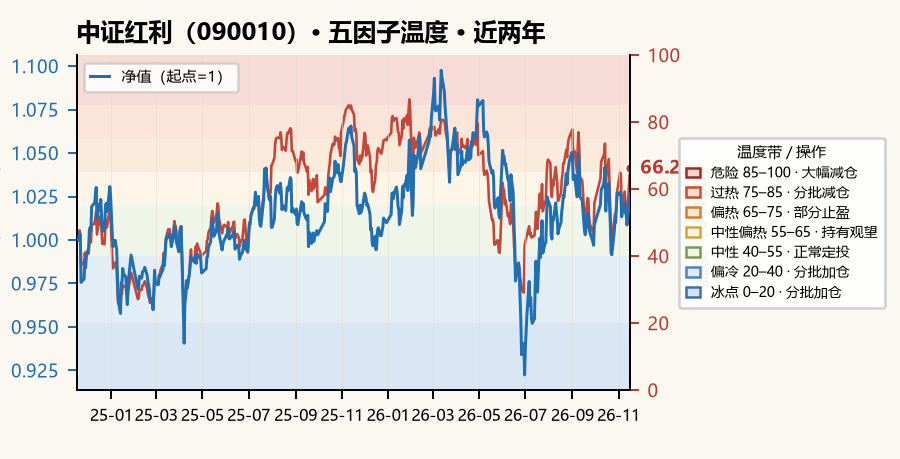 中证红利（090010）· 五因子温度 · 近两年
净值（起点=1）
1.100
1.075
1.050
1.025
1.000
0.975
0.950
0.925
100
80
60
40
20
0
66.2
25-01 25-03 25-05 25-07 25-09 25-11 26-01 26-03 26-05 26-07 26-09 26-11
温度带 / 操作
危险 85–100 · 大幅减仓
过热 75–85 · 分批减仓
偏热 65–75 · 部分止盈
中性偏热 55–65 · 持有观望
中性 40–55 · 正常定投
偏冷 20–40 · 分批加仓
冰点 0–20 · 分批加仓